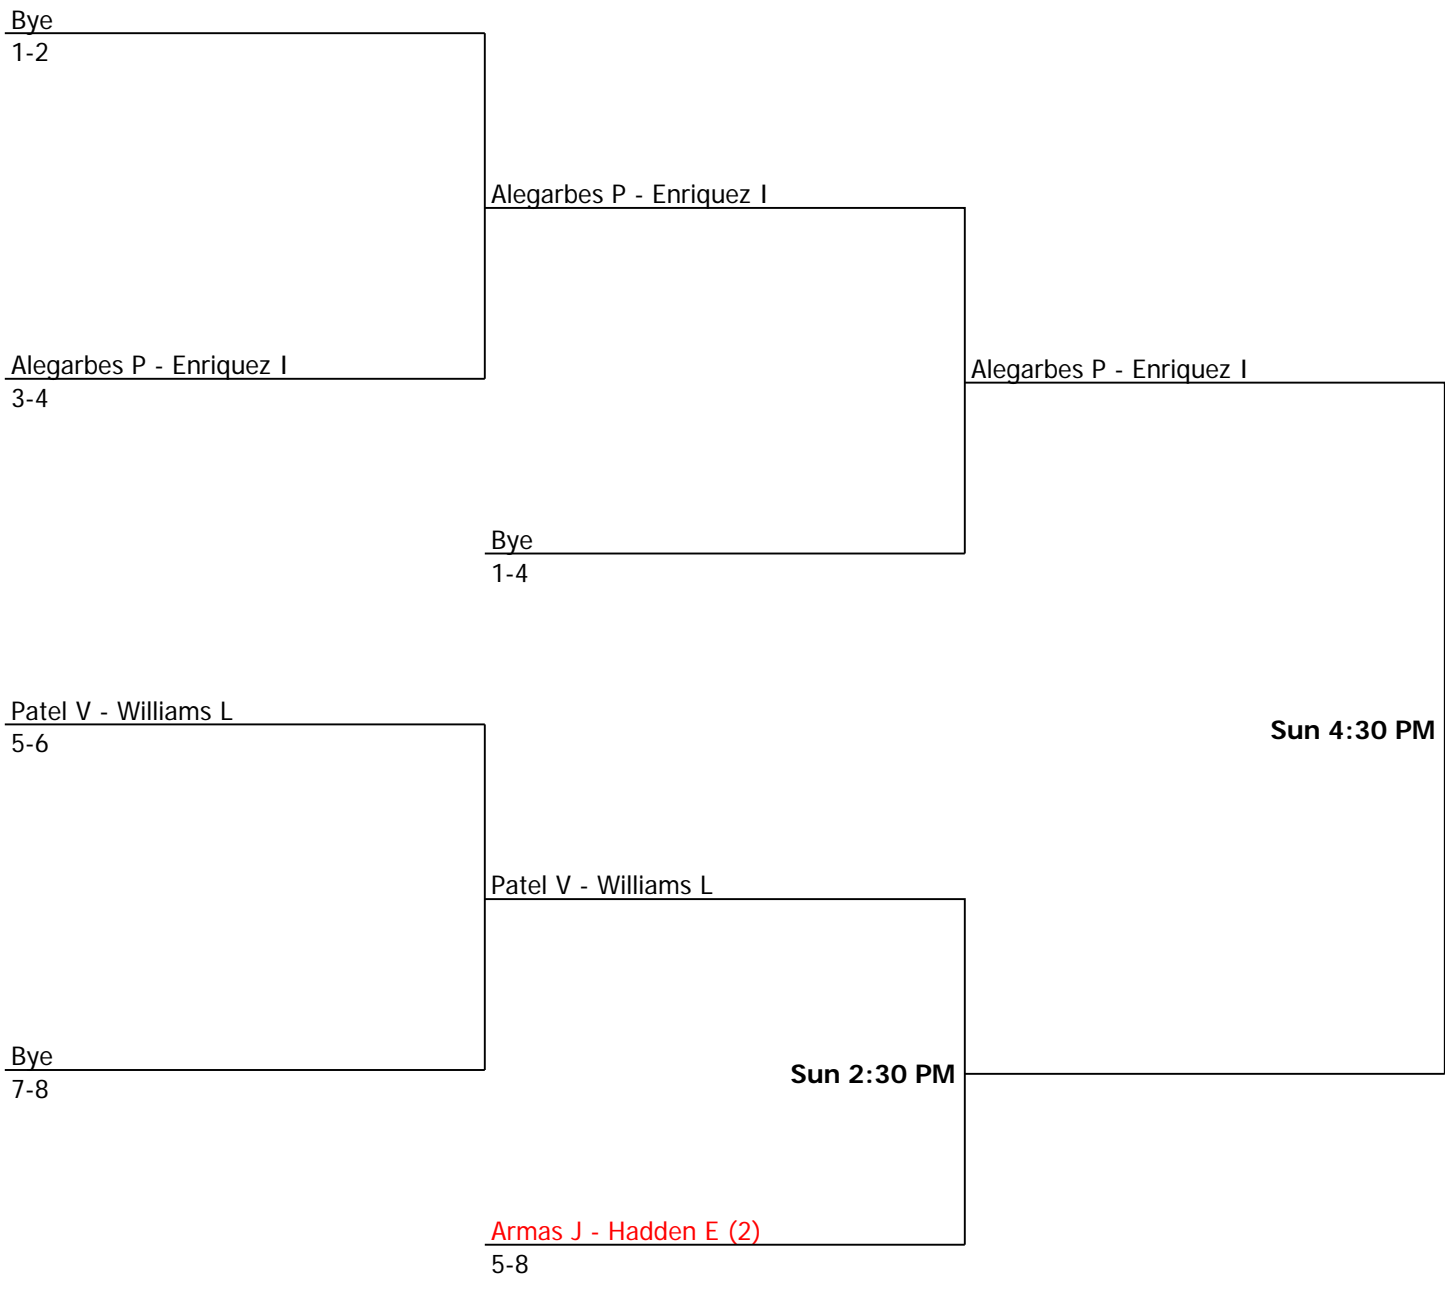 Bye
1-2
Alegarbes P - Enriquez I
Alegarbes P - Enriquez I
3-4
Alegarbes P - Enriquez I
Bye
1-4
Patel V - Williams L
5-6
Sun 4:30 PM
Patel V - Williams L
Bye
7-8
Sun 2:30 PM
Armas J - Hadden E (2)
5-8